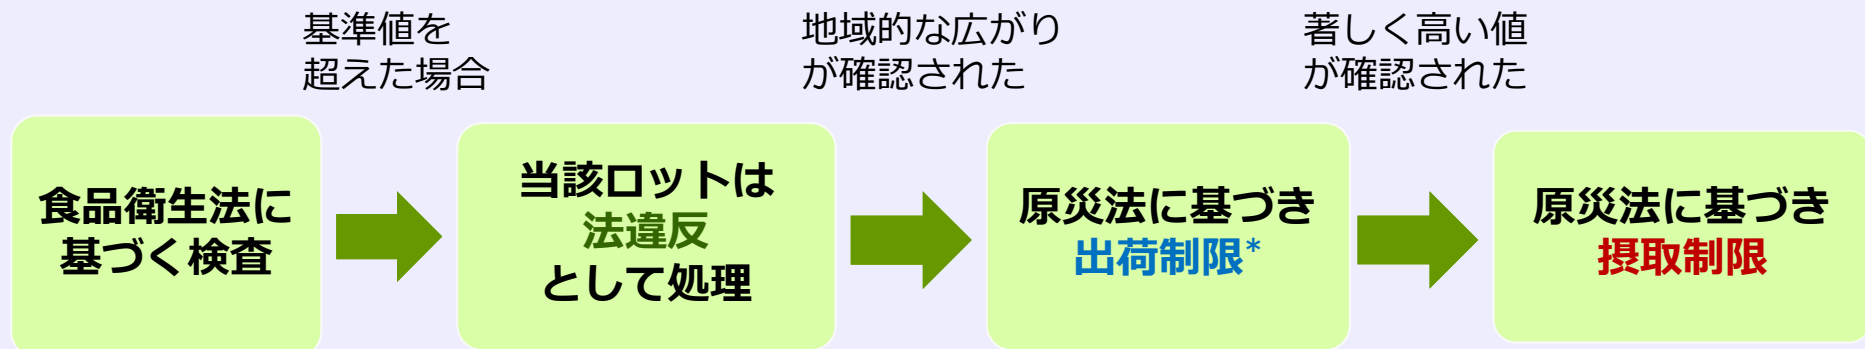 基準値を
超えた場合
地域的な広がり
が確認された
著しく高い値
が確認された
食品衛生法に
基づく検査
当該ロットは
法違反
として処理
原災法に基づき
出荷制限*
原災法に基づき
摂取制限